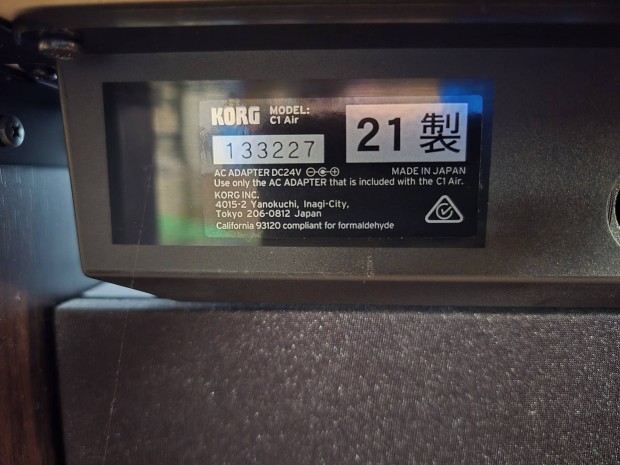 KORG MODEL: C1 Air
133227
21製
AC ADAPTER DC24V
MADE IN JAPAN
Use only the AC ADAPTER that is included with the C1 Air.
KORG INC.
4015-2 Yanokuchi, Inagi-City,
Tokyo 206-0812 Japan
California 93120 compliant for formaldehyde